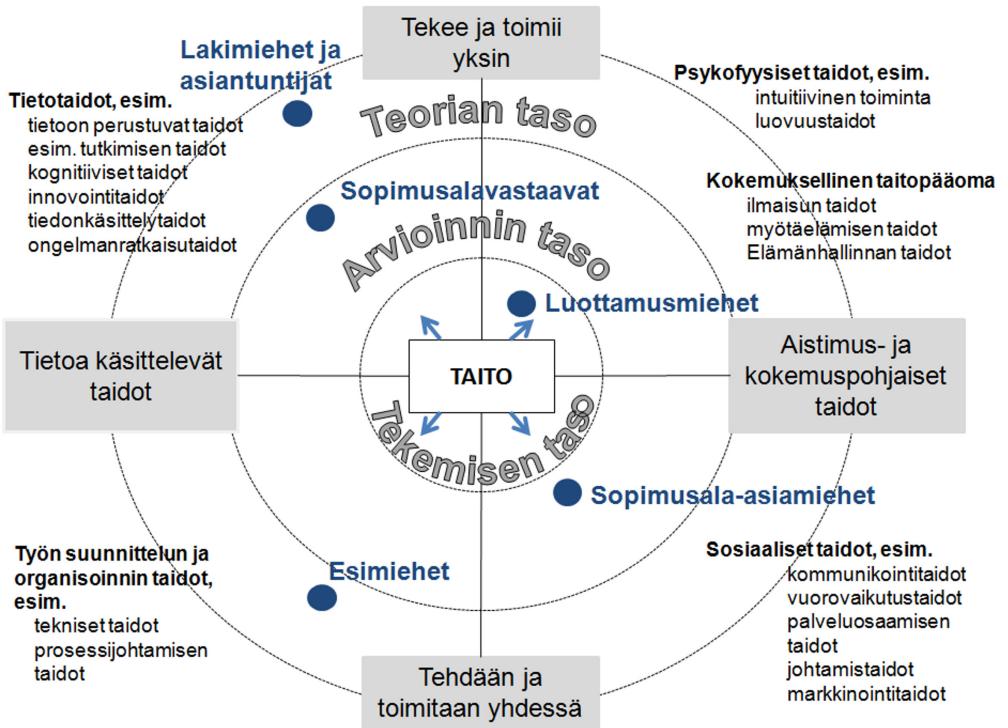 Tekee ja toimii
yksin
Lakimiehet ja
asiantuntijat
Teorian taso
Psykofyysiset taidot, esim.
intuitiivinen toiminta
luovuustaidot
Tietotaidot, esim.
tietoon perustuvat taidot
esim. tutkimisen taidot
kognitiiviset taidot
innovointitaidot
tiedonkäsittelytaidot
ongelmanratkaisutaidot
Sopimusalavastaavat
Arvioinnin taso
Kokemuksellinen taitopääoma
ilmaisun taidot
myötäelämisen taidot
Elämänhallinnan taidot
Luottamusmiehet
Tietoa käsittelevät
taidot
TAITO
Aistimus- ja
kokemuspohjaiset
taidot
Tekemisen taso
Sopimusala-asiamiehet
Työn suunnittelun ja
organisoinnin taidot,
esim.
tekniset taidot
prosessijohtamisen
taidot
Esimiehet
Sosiaaliset taidot, esim.
kommunikointitaidot
vuorovaikutustaidot
palveluosaamisen
taidot
johtamistaidot
markkinointitaidot
Tehdään ja
toimitaan yhdessä